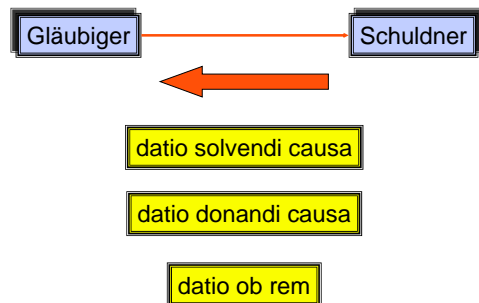 Gläubiger Schuldner
datio solvendi causa
datio donandi causa
datio ob rem